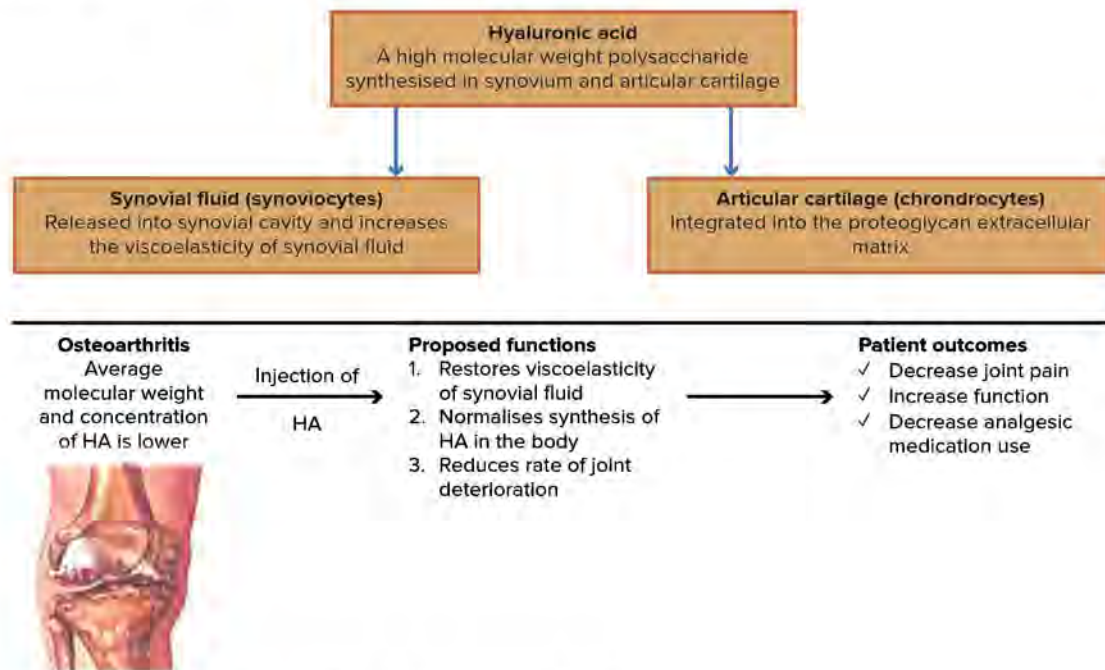 Hyaluronic acid
A high molecular weight polysaccharide
synthesised in synovium and articular cartilage
Synovial fluid (synoviocytes)
Released into synovial cavity and increases
the viscoelasticity of synovial fluid
Articular cartilage (chrondrocytes)
Integrated into the proteoglycan extracellular
matrix
Osteoarthritis
Average
molecular weight
and concentration
of HA is lower
Injection of
HA
Proposed functions
1. Restores viscoelasticity
of synovial fluid
2. Normalises synthesis of
HA in the body
3. Reduces rate of joint
deterioration
Patient outcomes
✓ Decrease joint pain
✓ Increase function
✓ Decrease analgesic
medication use